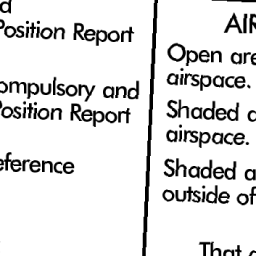 Position Report
ompulsory and
Position Report
eference
AIR
Open are
airspace.
Shaded a
airspace.
Shaded a
outside of
That